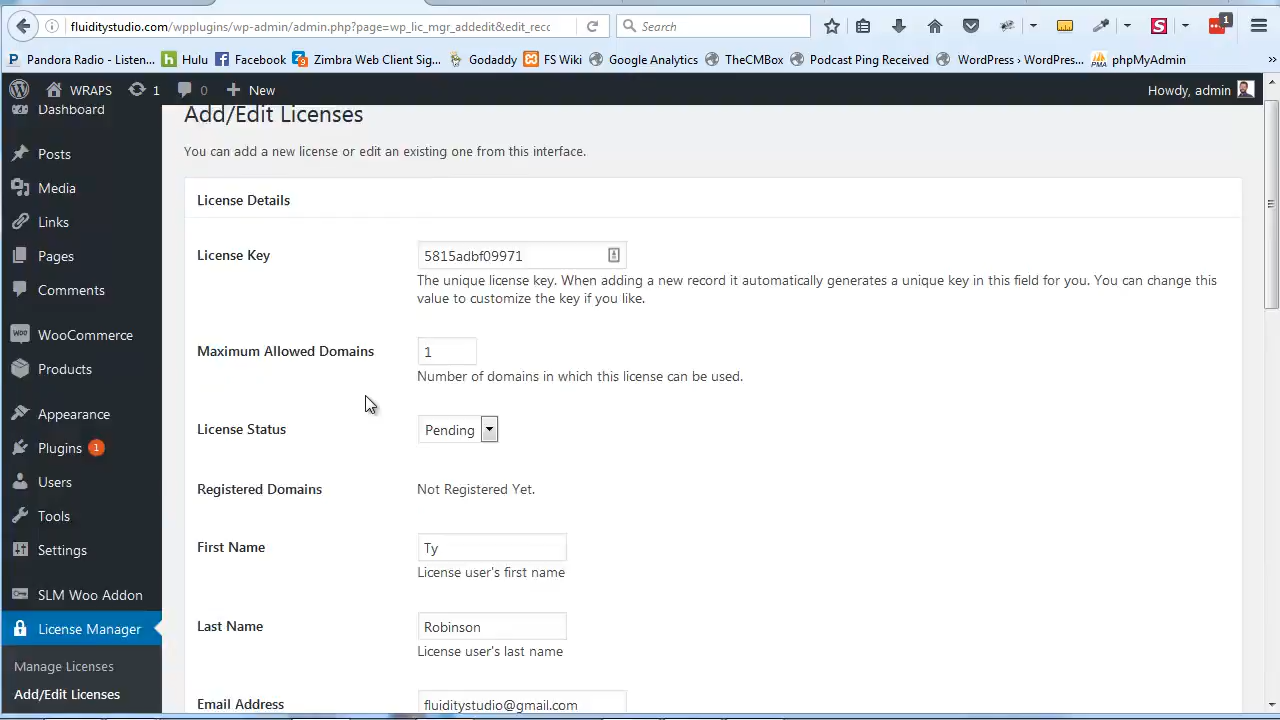 fluiditystudio.com/wpplugins/wp-admin/admin.php?page=wp_lic_mgr_addedit&edit_recc
Search
1
Pandora Radio - Listen...
Hulu
Facebook
Zimbra Web Client Sig...
Godaddy
FS Wiki
Google Analytics
TheCMBox
Podcast Ping Received
WordPress › WordPress...
phpMyAdmin
»
WRAPS
1
0
New
Howdy, admin
Dashboard
Posts
Media
Links
Pages
Comments
WooCommerce
Products
Appearance
Plugins 1
Users
Tools
Settings
SLM Woo Addon
License Manager
Manage Licenses
Add/Edit Licenses
Add/Edit Licenses
You can add a new license or edit an existing one from this interface.
License Details
License Key
5815adbf09971
The unique license key. When adding a new record it automatically generates a unique key in this field for you. You can change this
value to customize the key if you like.
Maximum Allowed Domains
1
Number of domains in which this license can be used.
License Status
Pending
Registered Domains
Not Registered Yet.
First Name
Ty
License user's first name
Last Name
Robinson
License user's last name
Email Address
fluiditystudio@gmail.com